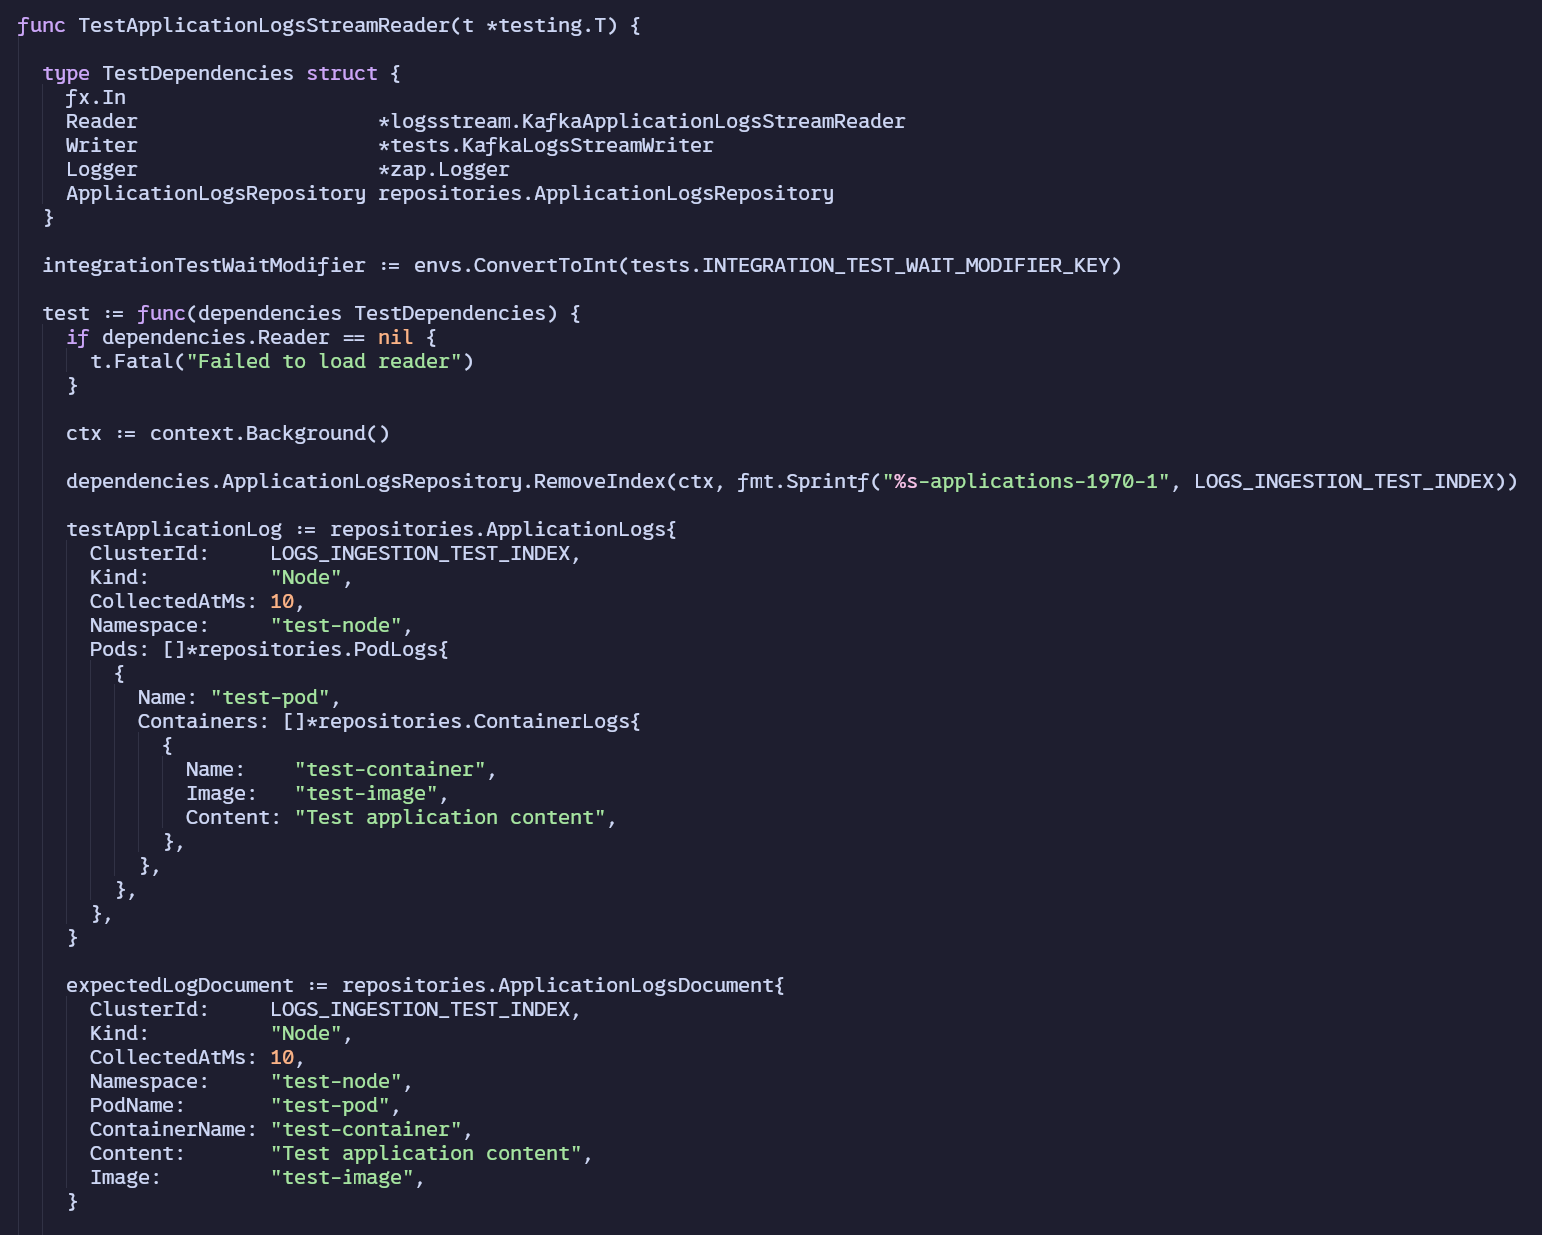 func TestApplicationLogsStreamReader(t *testing.T) {
type TestDependencies struct {
fx.In
Reader *logsstream.KafkaApplicationLogsStreamReader
Writer *tests.KafkaLogsStreamWriter
Logger *zap.Logger
ApplicationLogsRepository repositories.ApplicationLogsRepository
}
integrationTestWaitModifier := envs.ConvertToInt(tests.INTEGRATION_TEST_WAIT_MODIFIER_KEY)
test := func(dependencies TestDependencies) {
if dependencies.Reader == nil {
t.Fatal("Failed to load reader")
}
ctx := context.Background()
dependencies.ApplicationLogsRepository.RemoveIndex(ctx, fmt.Sprintf("%s-applications-1970-1", LOGS_INGESTION_TEST_INDEX))
testApplicationLog := repositories.ApplicationLogs{
ClusterId: LOGS_INGESTION_TEST_INDEX,
Kind: "Node",
CollectedAtMs: 10,
Namespace: "test-node",
Pods: []*repositories.PodLogs{
{
Name: "test-pod",
Containers: []*repositories.ContainerLogs{
{
Name: "test-container",
Image: "test-image",
Content: "Test application content",
},
},
},
},
}
expectedLogDocument := repositories.ApplicationLogsDocument{
ClusterId: LOGS_INGESTION_TEST_INDEX,
Kind: "Node",
CollectedAtMs: 10,
Namespace: "test-node",
PodName: "test-pod",
ContainerName: "test-container",
Content: "Test application content",
Image: "test-image",
}